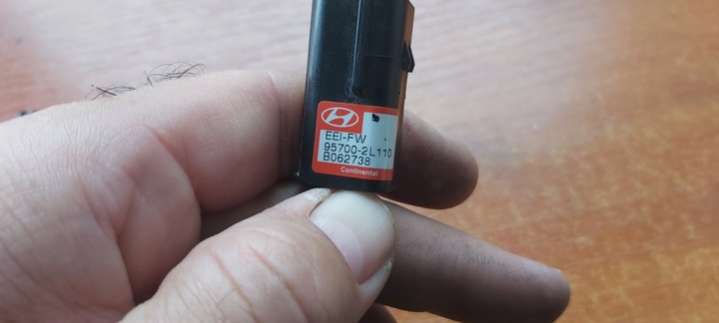 EEI-FW
95700-2L110
B062738
Continental